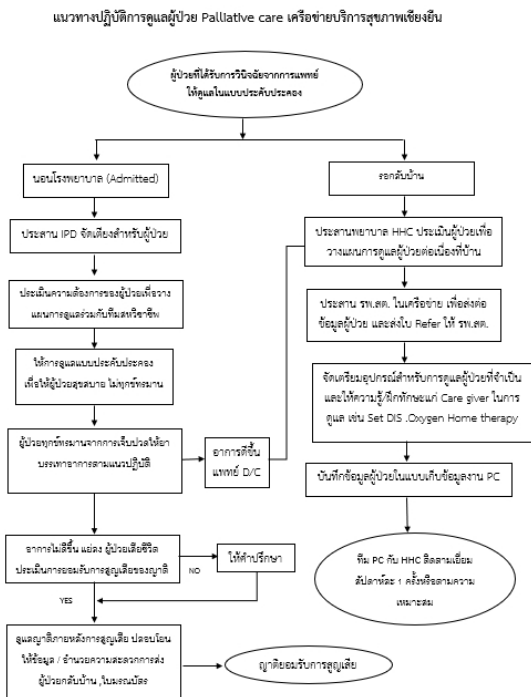 แนวทางปฏิบัติการดูแลผู้ป่วย Palliative care เครือข่ายบริการสุขภาพเชียงยืน
ผู้ป่วยที่ได้รับการวินิจฉัยจากการแพทย์
ให้ดูแลในแบบประคับประคอง
นอนโรงพยาบาล (Admitted)
ประสาน IPD จัดเตียงสำหรับผู้ป่วย
ประเมินความต้องการของผู้ป่วยเพื่อวาง
แผนการดูแลร่วมกับทีมสหวิชาชีพ
ให้การดูแลแบบประคับประคอง
เพื่อให้ผู้ป่วยสุขสบาย ไม่ทุกข์ทรมาน
ผู้ป่วยทุกข์ทรมานจากการเจ็บปวดให้ยา
บรรเทาอาการตามแนวปฏิบัติ
อาการดีขึ้น
แพทย์ D/C
อาการไม่ดีขึ้น แย่ลง ผู้ป่วยเสียชีวิต
ประเมินการยอมรับการสูญเสียของญาติ
NO
ให้คำปรึกษา
YES
ดูแลญาติภายหลังการสูญเสีย ปลอบโยน
ให้ข้อมูล / อำนวยความสะดวกการส่ง
ผู้ป่วยกลับบ้าน ,ใบมรณบัตร
ญาติยอมรับการสูญเสีย
รอกลับบ้าน
ประสานพยาบาล HHC ประเมินผู้ป่วยเพื่อ
วางแผนการดูแลผู้ป่วยต่อเนื่องที่บ้าน
ประสาน รพ.สต. ในเครือข่าย เพื่อส่งต่อ
ข้อมูลผู้ป่วย และส่งใบ Refer ให้ รพ.สต.
จัดเตรียมอุปกรณ์สำหรับการดูแลผู้ป่วยที่จำเป็น
และให้ความรู้/ฝึกทักษะแก่ Care giver ในการ
ดูแล เช่น Set DIS .Oxygen Home therapy
บันทึกข้อมูลผู้ป่วยในแบบเก็บข้อมูลงาน PC
ทีม PC กับ HHC ติดตามเยี่ยม
สัปดาห์ละ 1 ครั้งหรือตามความ
เหมาะสม